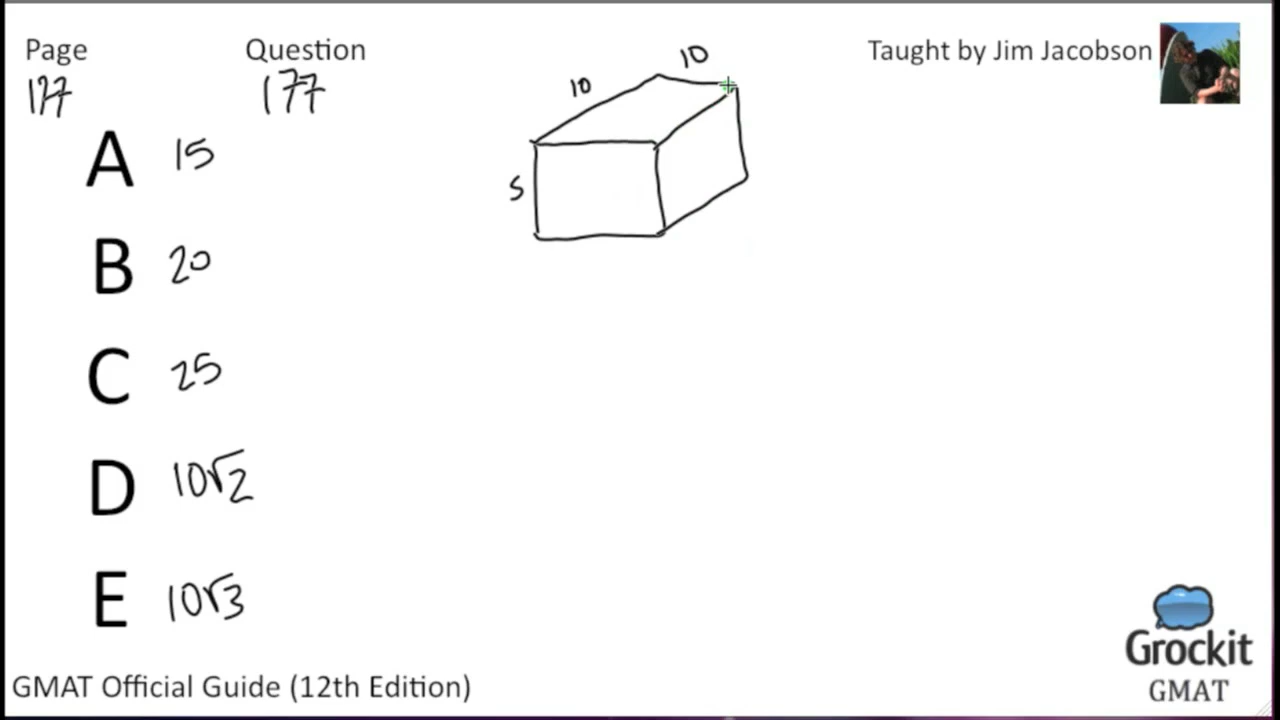 Page Question Taught by Jim Jacobson
127 177
A 15
B 20
C 25
D 10√2
E 10√3
10
10
5
Grockit
GMAT
GMAT Official Guide (12th Edition)